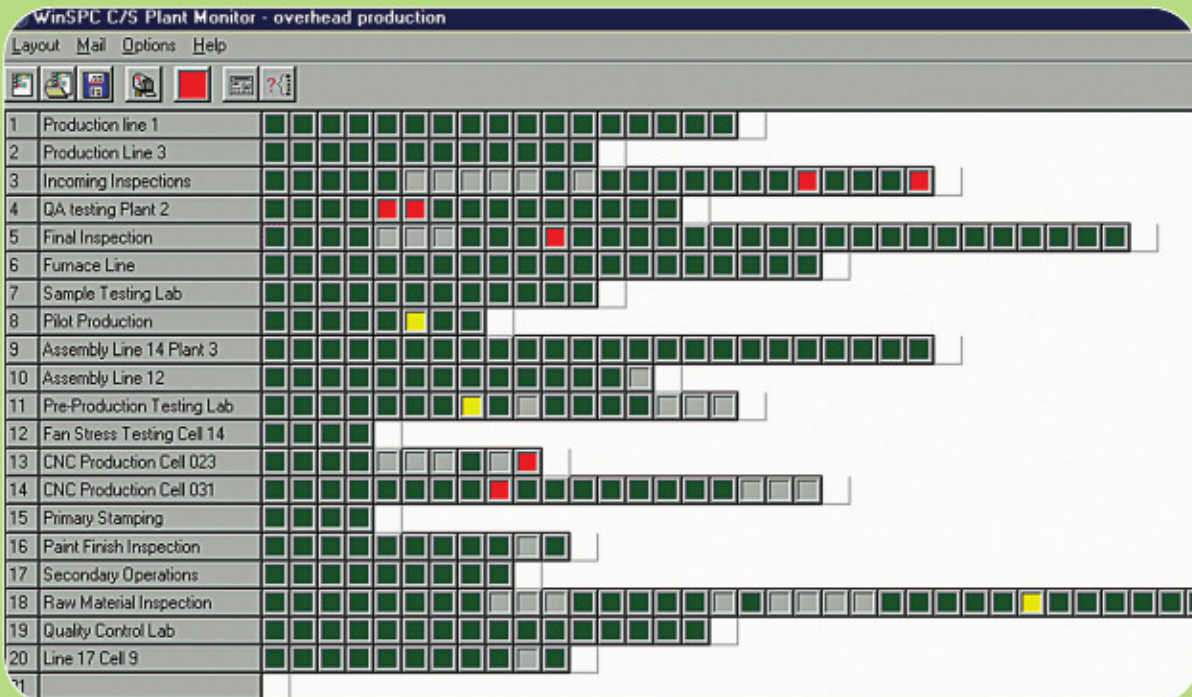 WinSPC C/S Plant Monitor - overhead production
Layout Mail Options Help
1 Production line 1
2 Production Line 3
3 Incoming Inspections
4 QA testing Plant 2
5 Final Inspection
6 Furnace Line
7 Sample Testing Lab
8 Pilot Production
9 Assembly Line 14 Plant 3
10 Assembly Line 12
11 Pre-Production Testing Lab
12 Fan Stress Testing Cell 14
13 CNC Production Cell 023
14 CNC Production Cell 031
15 Primary Stamping
16 Paint Finish Inspection
17 Secondary Operations
18 Raw Material Inspection
19 Quality Control Lab
20 Line 17 Cell 9
21